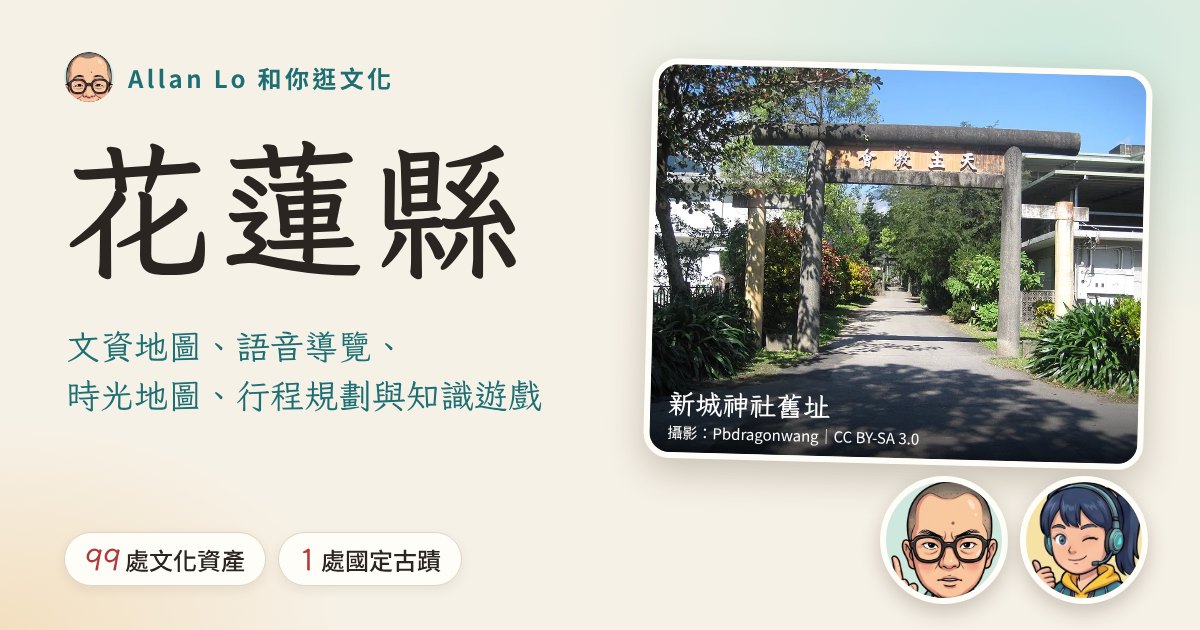 Allan Lo 和你逛文化
花蓮縣
文資地圖、語音導覽、
時光地圖、行程規劃與知識遊戲
99 處文化資產
1 處國定古蹟
會教主天
新城神社舊址
攝影：Pbdragonwang｜CC BY-SA 3.0